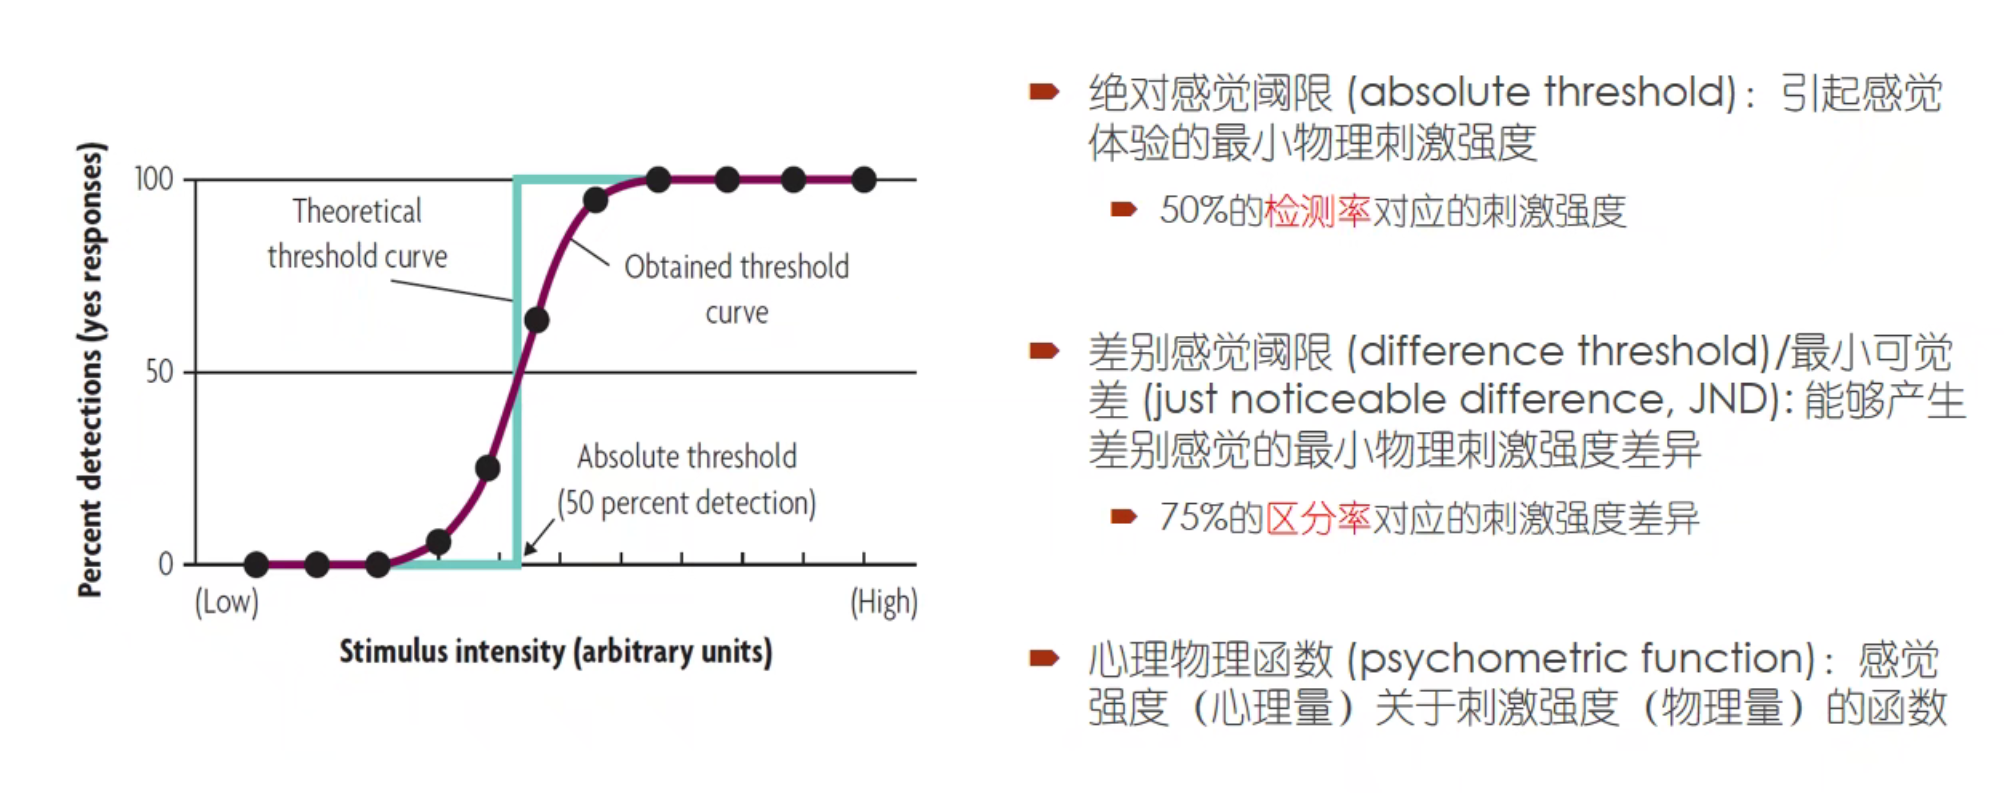 Percent detections (yes responses)
100
50
0
Theoretical
threshold curve
Obtained threshold
curve
Absolute threshold
(50 percent detection)
(Low)
(High)
Stimulus intensity (arbitrary units)
绝对感觉阈限 (absolute threshold)：引起感觉
体验的最小物理刺激强度
50%的检测率对应的刺激强度
差别感觉阈限 (difference threshold)/最小可觉
差 (just noticeable difference, JND): 能够产生
差别感觉的最小物理刺激强度差异
75%的区分率对应的刺激强度差异
心理物理函数 (psychometric function)：感觉
强度（心理量）关于刺激强度（物理量）的函数